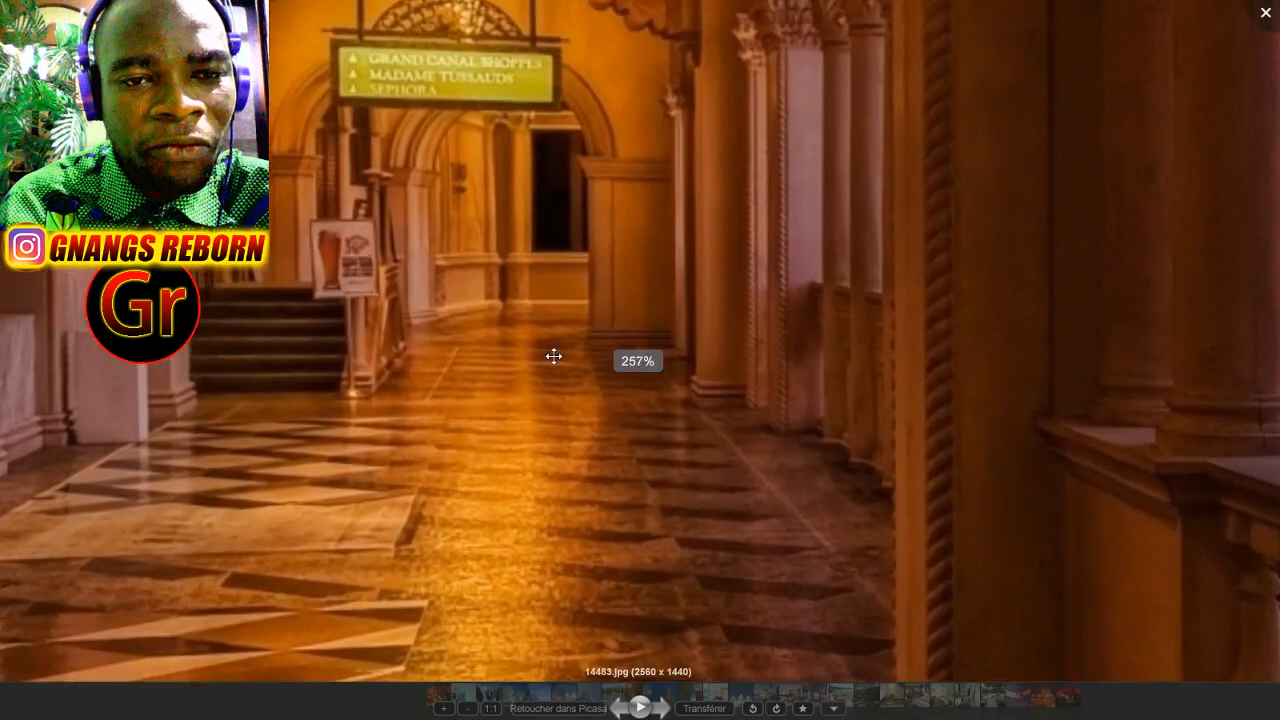 GRAND CANAL SHOPPES
MADAME TUSSAUDS
SEPHORA
GNANGS REBORN
Gr
257%
14483.jpg (2560 x 1440)
+ - 1:1 Retoucher dans Picasa Transférer